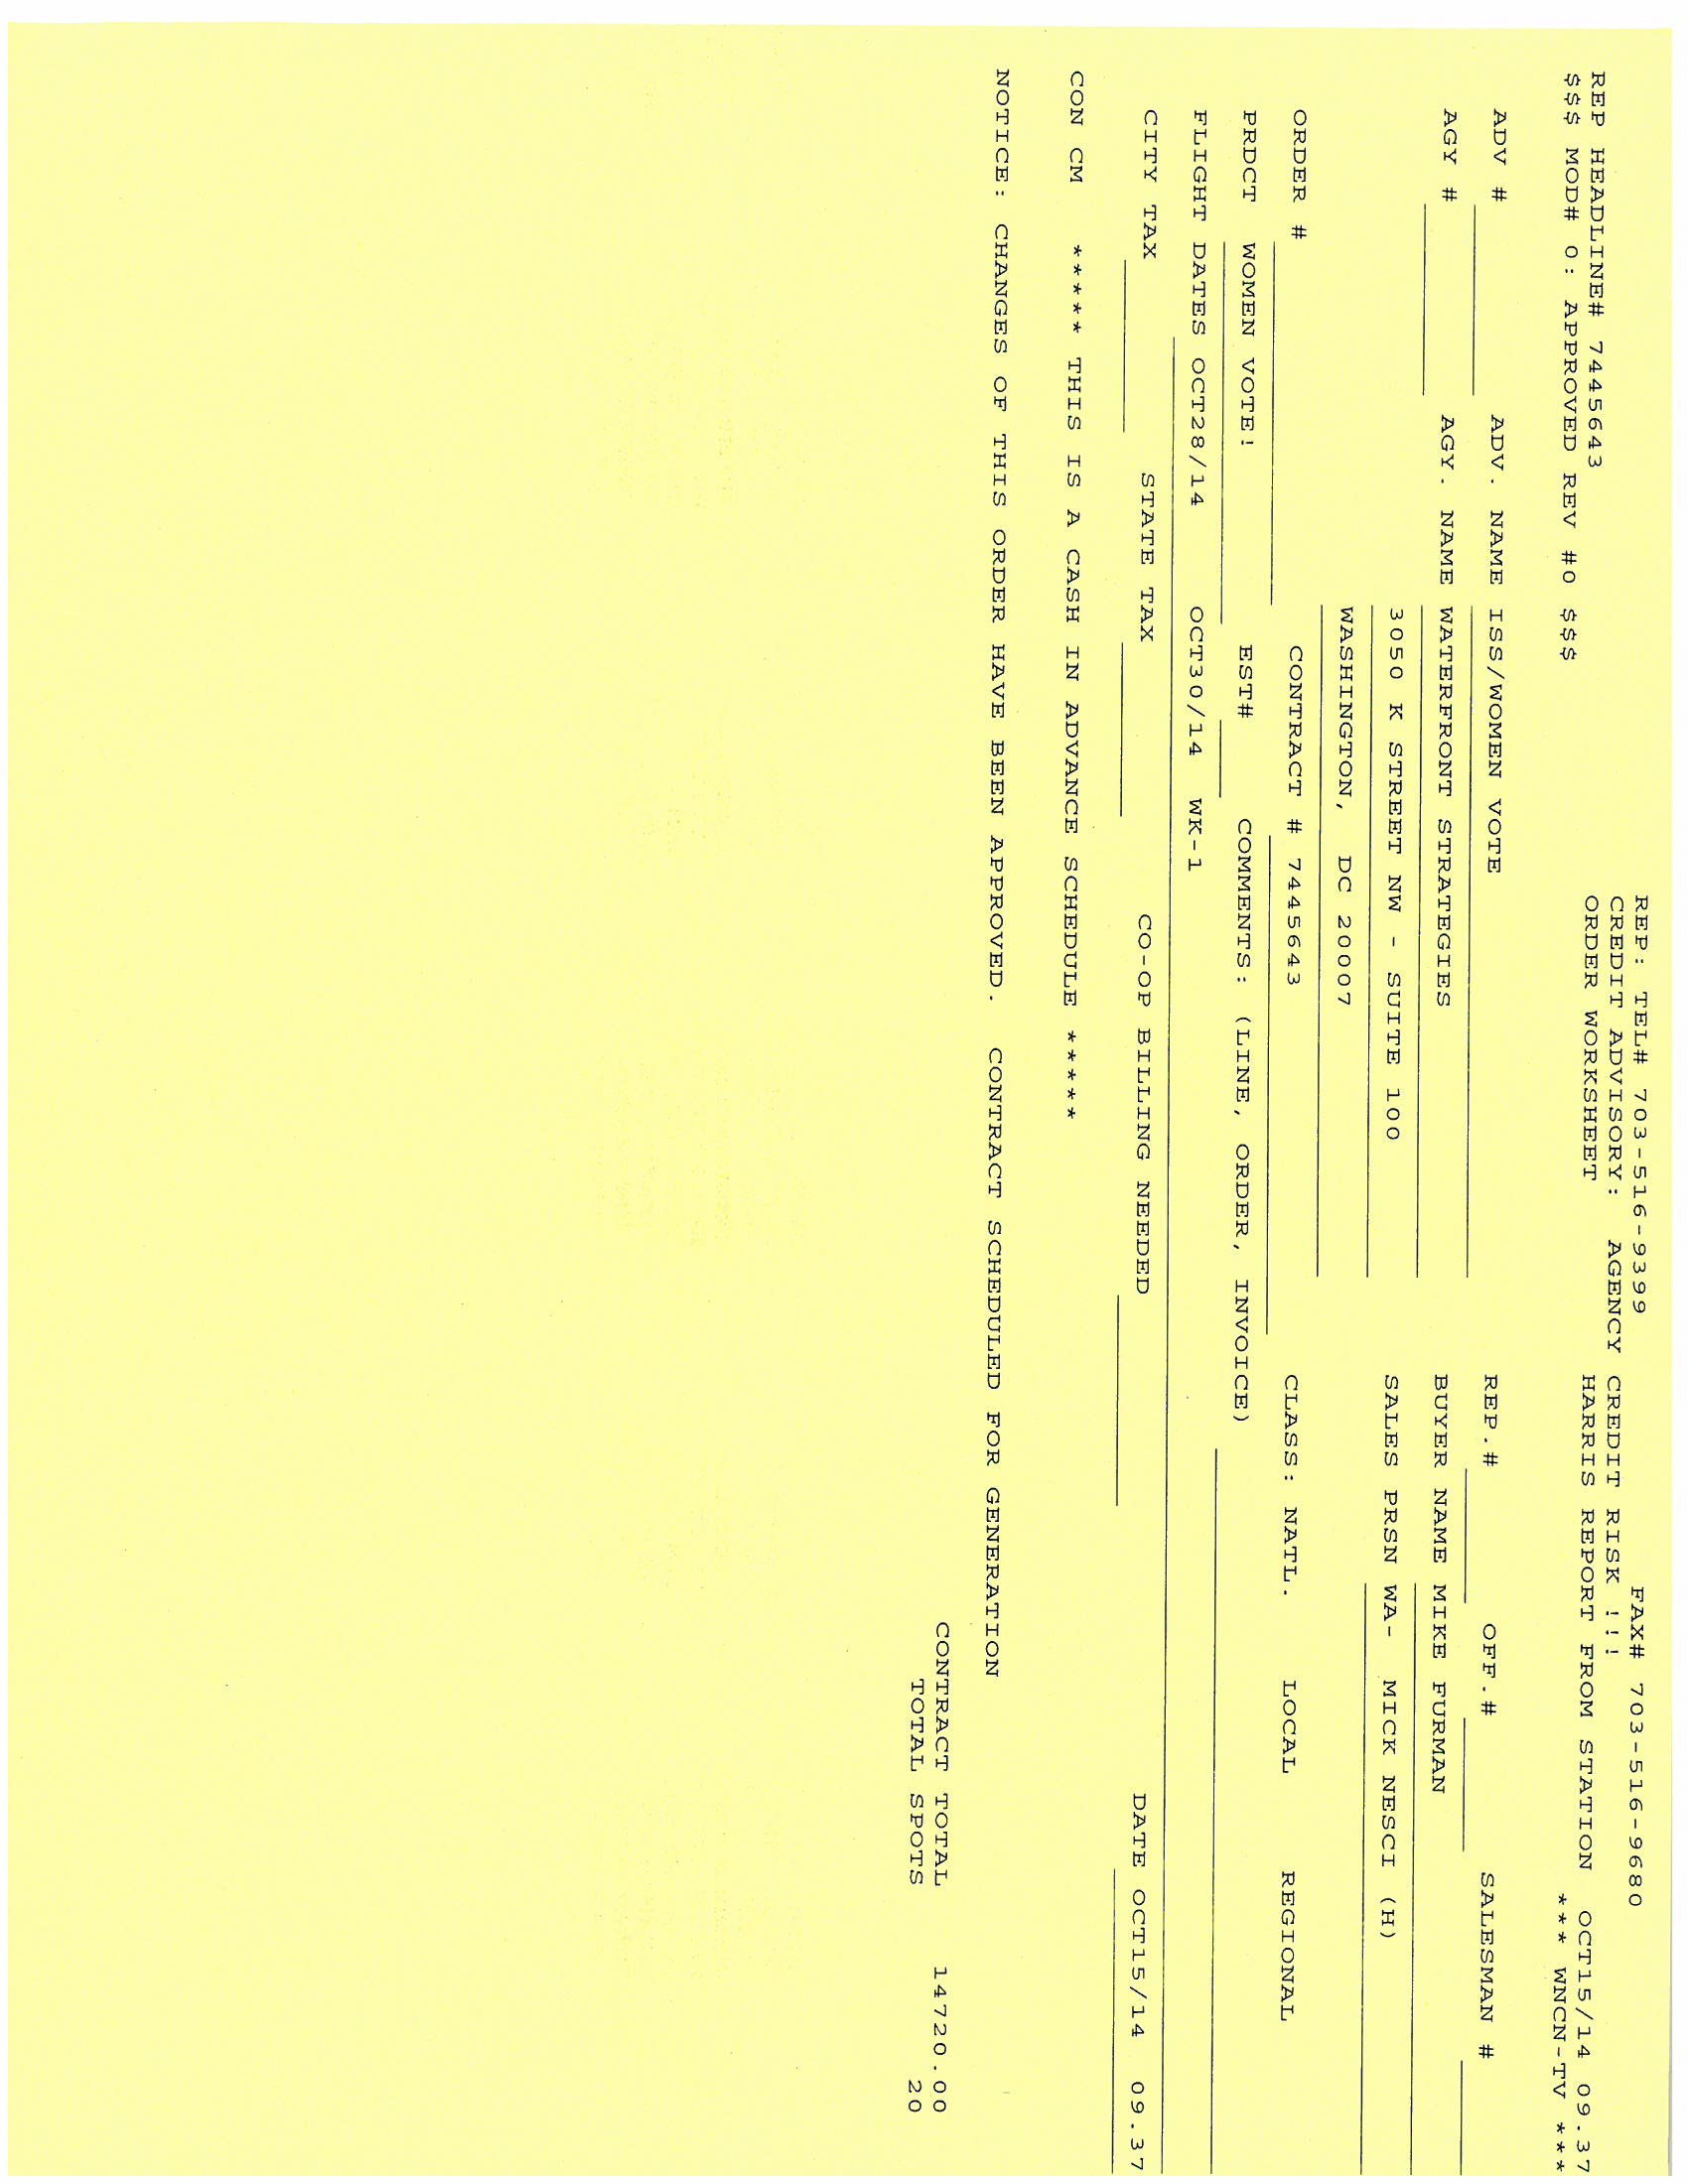 REP: TEL# 703-516-9399 FAX# 703-516-9680
CREDIT ADVISORY: AGENCY CREDIT RISK !!!
REP HEADLINE# 7445643 ORDER WORKSHEET HARRIS REPORT FROM STATION OCT15/14 09.37
$$$ MOD# 0: APPROVED REV #0 $$$ *** WNCN-TV ***
ADV # ADV. NAME ISS/WOMEN VOTE REP.# OFF.# SALESMAN #
AGY # AGY. NAME WATERFRONT STRATEGIES BUYER NAME MIKE FURMAN
3050 K STREET NW - SUITE 100 SALES PRSN WA- MICK NESCI (H)
WASHINGTON, DC 20007
ORDER # CONTRACT # 7445643 CLASS: NATL. LOCAL REGIONAL
PRDCT WOMEN VOTE! EST# COMMENTS: (LINE, ORDER, INVOICE)
FLIGHT DATES OCT28/14 OCT30/14 WK-1
CITY TAX STATE TAX CO-OP BILLING NEEDED DATE OCT15/14 09.37
CON CM ***** THIS IS A CASH IN ADVANCE SCHEDULE *****
NOTICE: CHANGES OF THIS ORDER HAVE BEEN APPROVED. CONTRACT SCHEDULED FOR GENERATION
CONTRACT TOTAL 14720.00
TOTAL SPOTS 20